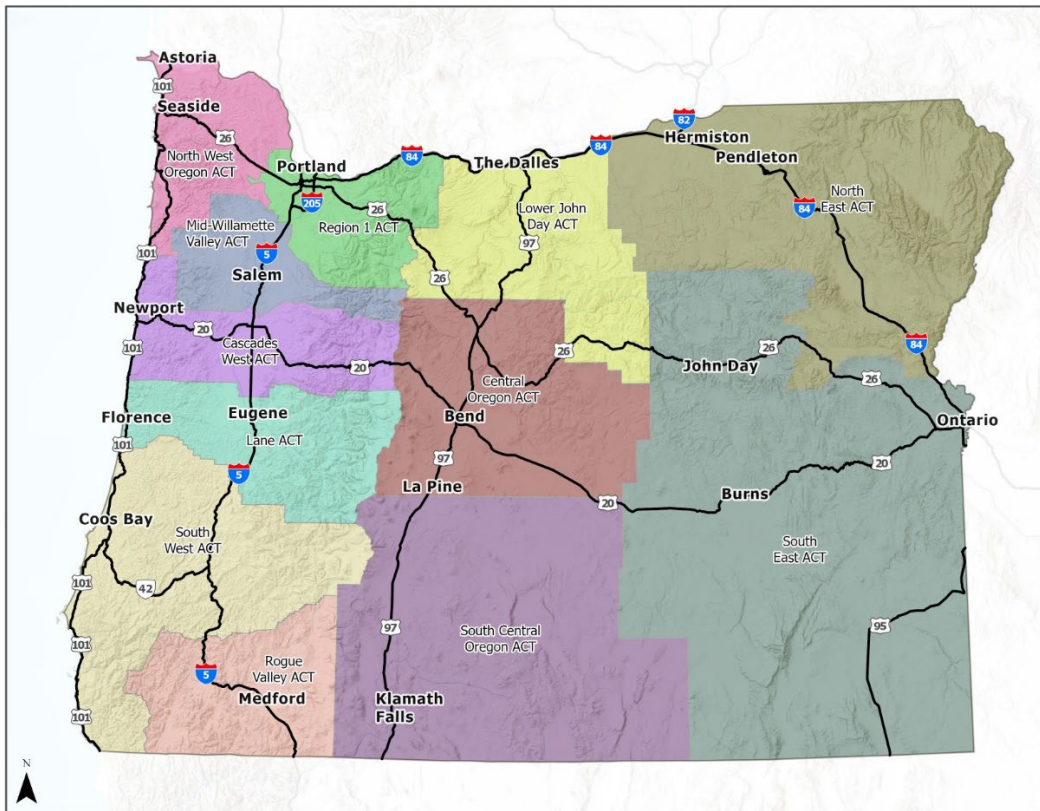 Astoria
101
Seaside
26
North West
Oregon ACT
Portland
84
The Dalles
84
82
Hermiston
Pendleton
84
North
East ACT
205
26
Region 1 ACT
Lower John
Day ACT
97
Mid-Willamette
Valley ACT
5
101
Salem
26
Newport
20
101
Cascades
West ACT
20
Central
Oregon ACT
26
John Day
26
84
26
Florence
Eugene
Lane ACT
101
Bend
97
La Pine
5
20
Burns
20
Ontario
Coos Bay
South
West ACT
South
East ACT
42
101
97
South Central
Oregon ACT
95
101
5
Rogue
Valley ACT
Medford
Klamath
Falls
101
N